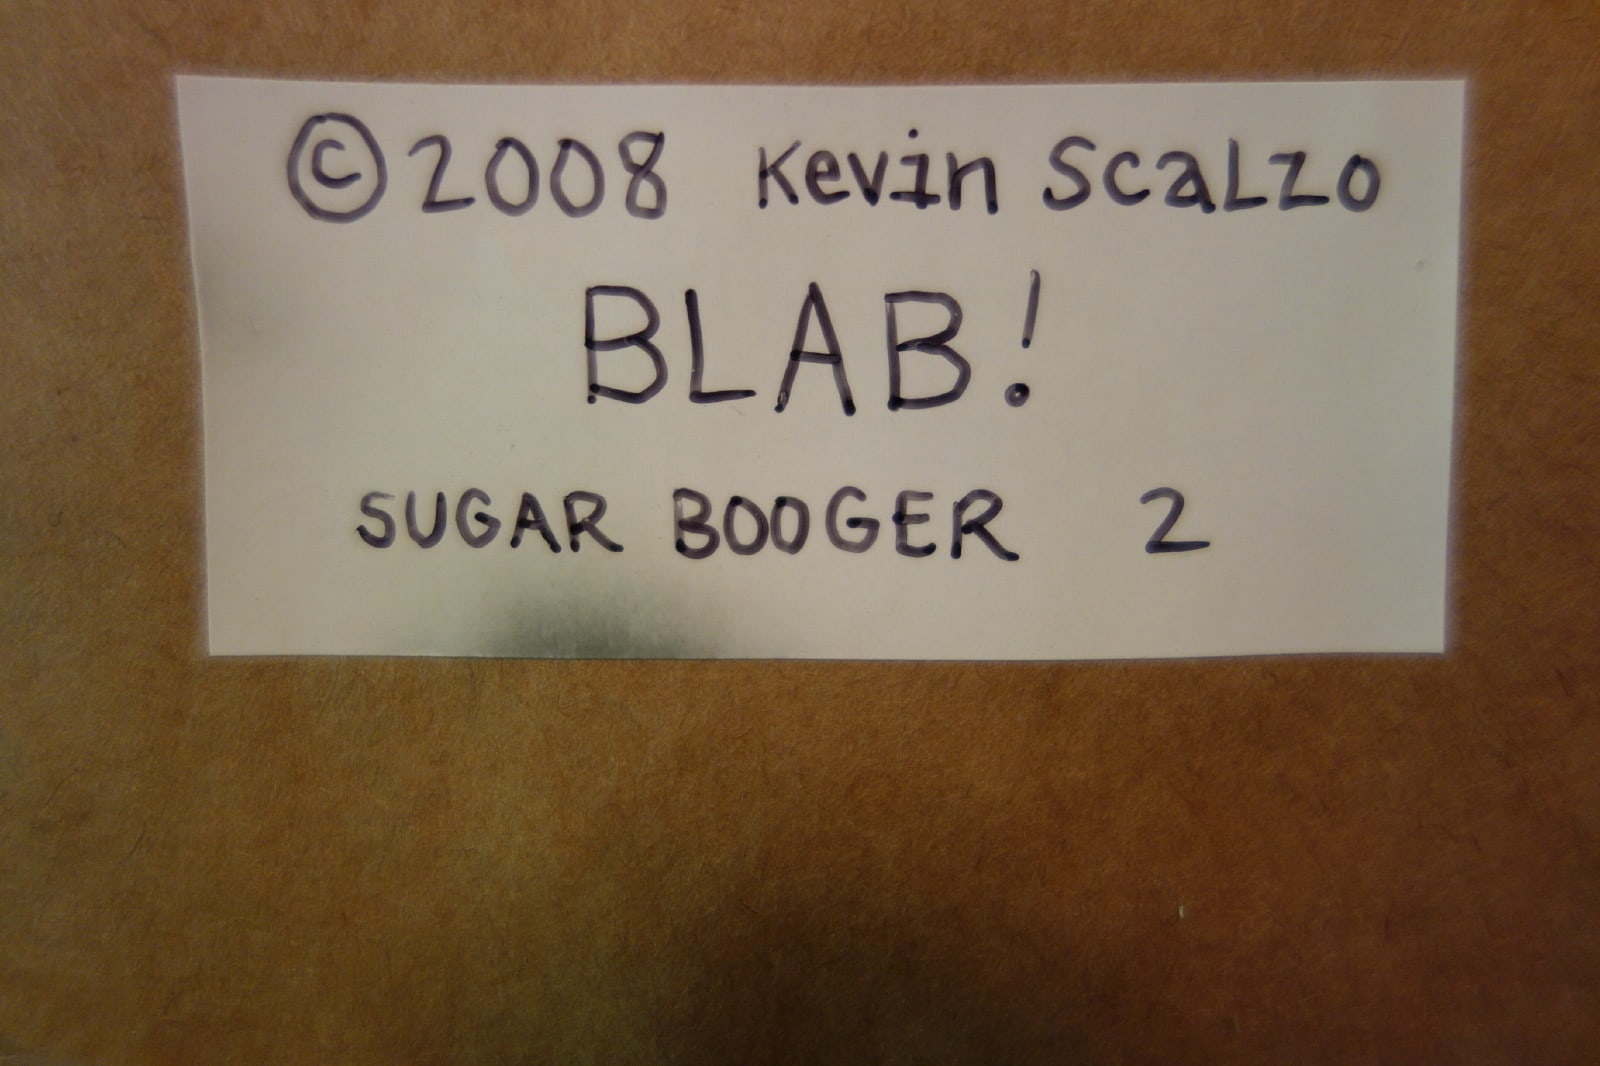 ©2008 Kevin Scalzo
BLAB!
SUGAR BOOGER 2